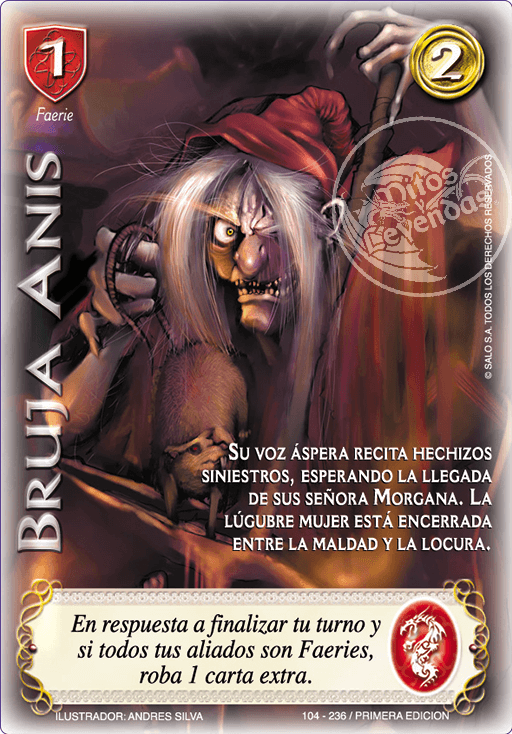 1
2
Faerie
Mitos
Leyendas
BRUJA ANIS
© SALO S.A. TODOS LOS DERECHOS RESERVADOS
SU VOZ ÁSPERA RECITA HECHIZOS
SINIESTROS, ESPERANDO LA LLEGADA
DE SUS SEÑORA MORGANA. LA
LÚGUBRE MUJER ESTÁ ENCERRADA
ENTRE LA MALDAD Y LA LOCURA.
En respuesta a finalizar tu turno y
si todos tus aliados son Faeries,
roba 1 carta extra.
ILUSTRADOR: ANDRES SILVA
104 - 236 / PRIMERA EDICION